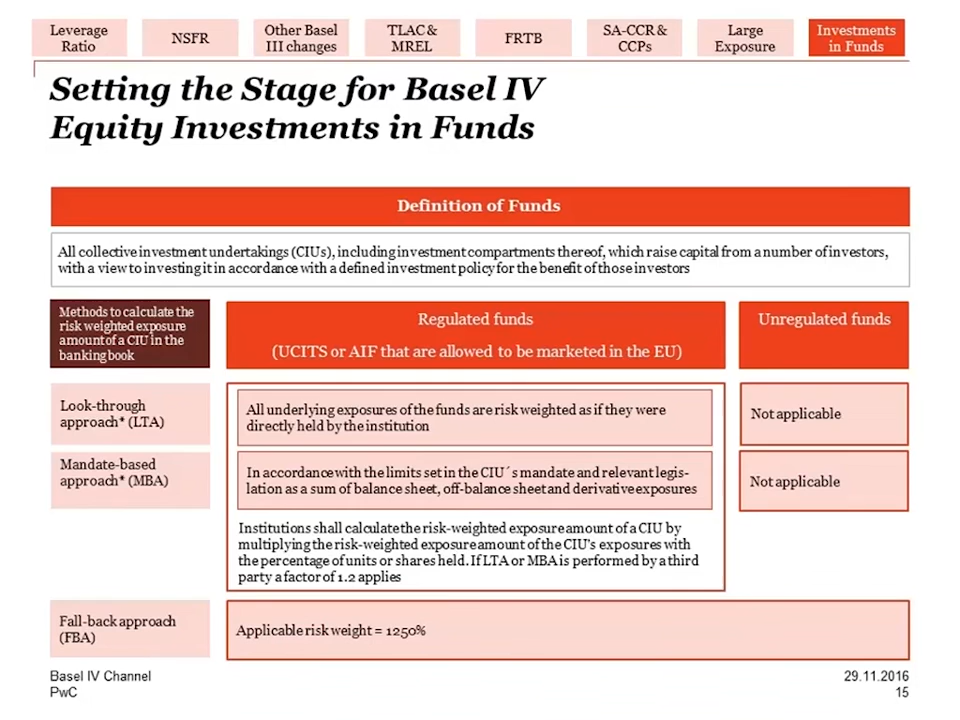 Leverage
Ratio
NSFR
Other Basel
III changes
TLAC &
MREL
FRTB
SA-CCR &
CCPs
Large
Exposure
Investments
in Funds
Setting the Stage for Basel IV
Equity Investments in Funds
Definition of Funds
All collective investment undertakings (CIUs), including investment compartments thereof, which raise capital from a number of investors,
with a view to investing it in accordance with a defined investment policy for the benefit of those investors
Methods to calculate the
risk weighted exposure
amount of a CIU in the
banking book
Regulated funds
(UCITS or AIF that are allowed to be marketed in the EU)
Unregulated funds
Look-through
approach* (LTA)
All underlying exposures of the funds are risk weighted as if they were
directly held by the institution
Not applicable
Mandate-based
approach* (MBA)
In accordance with the limits set in the CIU´s mandate and relevant legis-
lation as a sum of balance sheet, off-balance sheet and derivative exposures
Not applicable
Institutions shall calculate the risk-weighted exposure amount of a CIU by
multiplying the risk-weighted exposure amount of the CIU's exposures with
the percentage of units or shares held. If LTA or MBA is performed by a third
party a factor of 1.2 applies
Fall-back approach
(FBA)
Applicable risk weight = 1250%
Basel IV Channel
PwC
29.11.2016
15